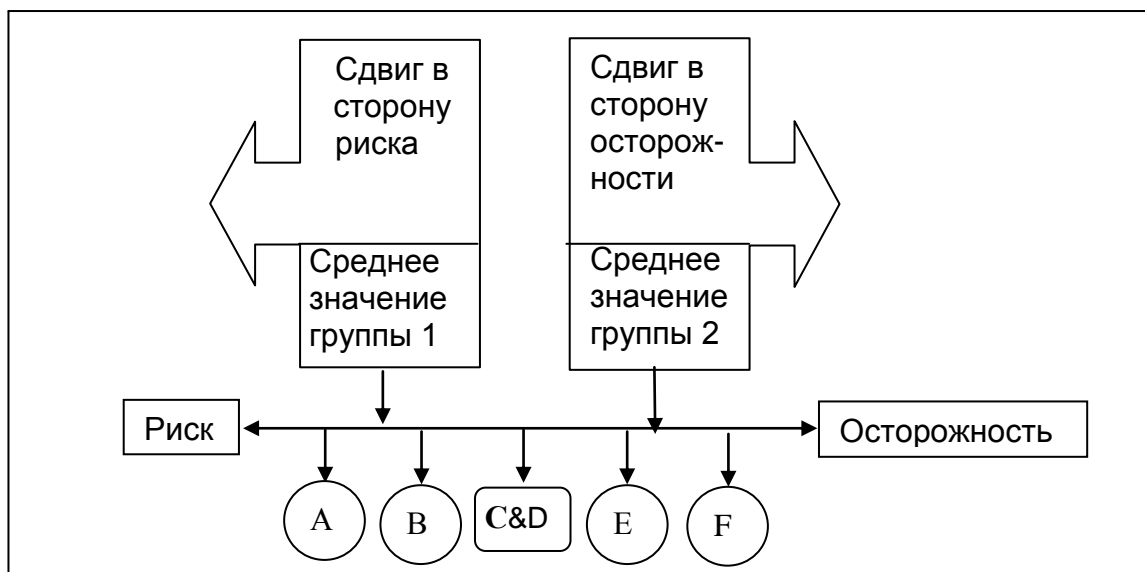 Сдвиг в
сторону
риска
Среднее
значение
группы 1
Сдвиг в
сторону
осторож-
ности
Среднее
значение
группы 2
Риск
Осторожность
A
B
C&D
E
F